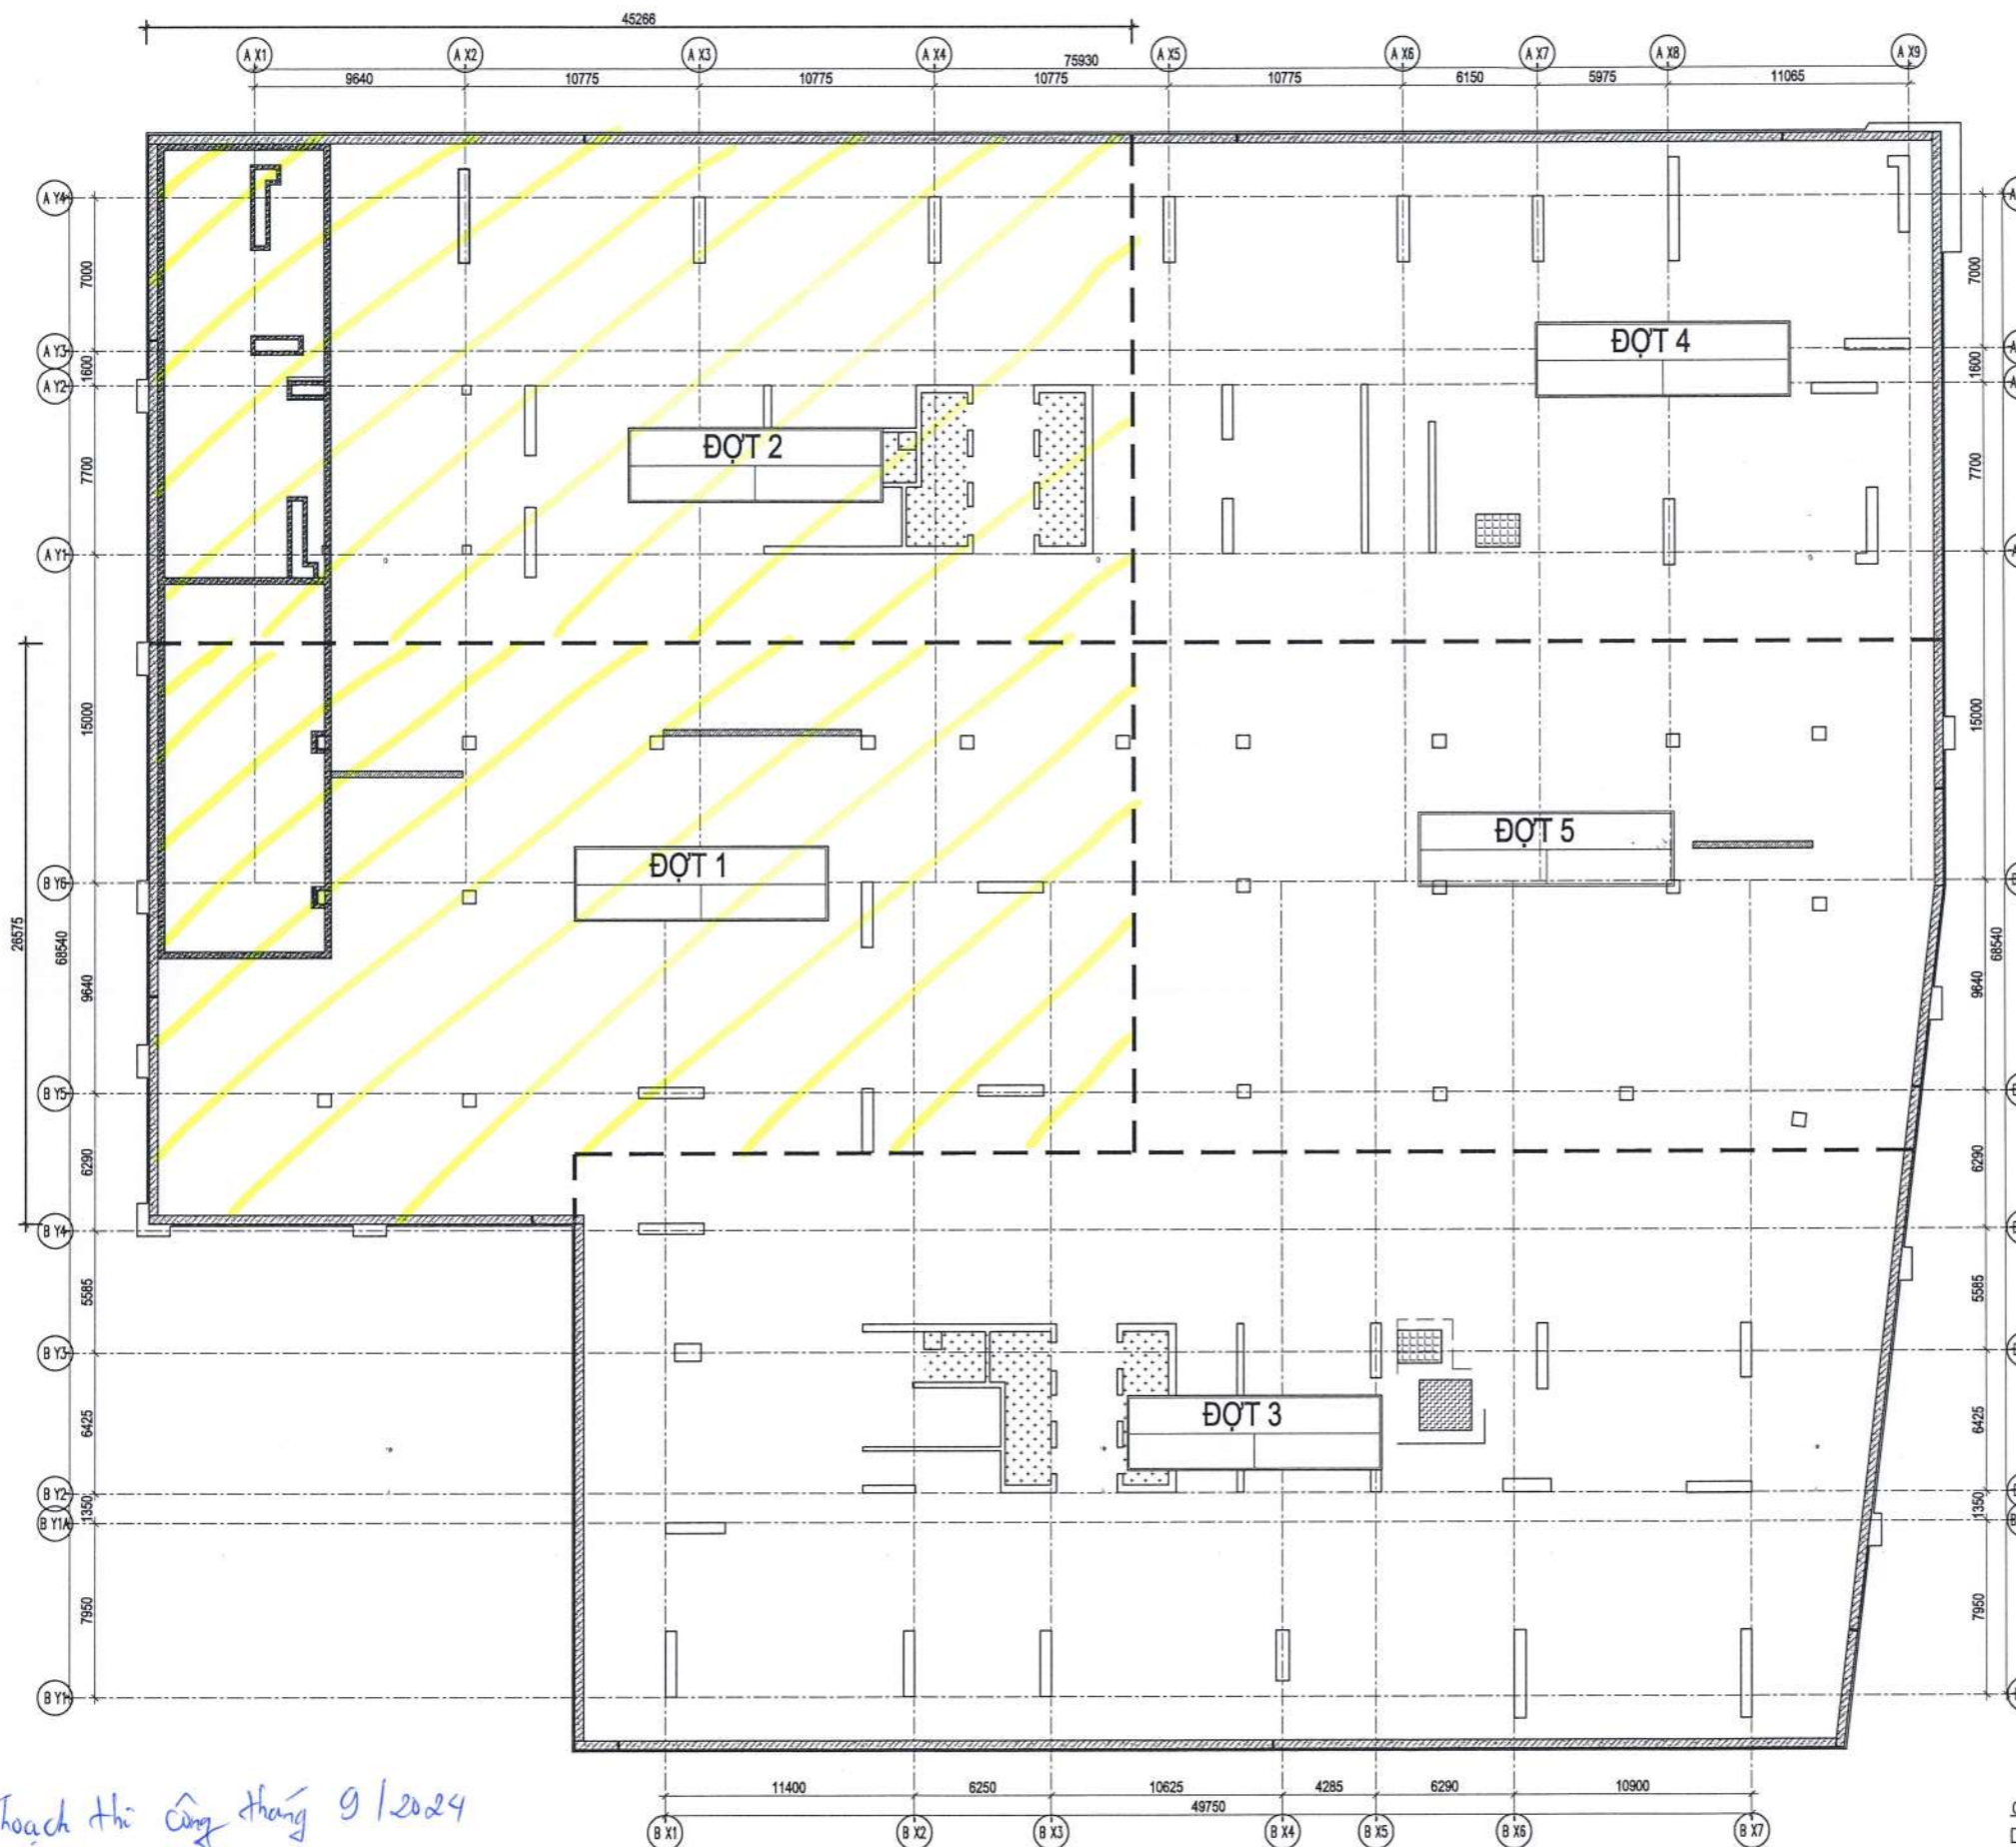 45266
A X1 A X2 A X3 A X4 75930 A X5 A X6 A X7 A X8 A X9
9640 10775 10775 10775 10775 6150 5975 11065
A Y4
7000 7000
ĐỢT 4
A Y3
1600 1600
A Y2
ĐỢT 2
7700 7700
A Y1
15000 15000
ĐỢT 5
ĐỢT 1
B Y6
26575 68540 68540
9640 9640
B Y5
6290 6290
B Y4
5585 5585
B Y3
ĐỢT 3
6425 6425
B Y2
1350 1350
B Y1A
7950 7950
B Y1
11400 6250 10625 4285 6290 10900
hoạch thi công tháng 9/2024
49750
B X1 B X2 B X3 B X4 B X5 B X6 B X7